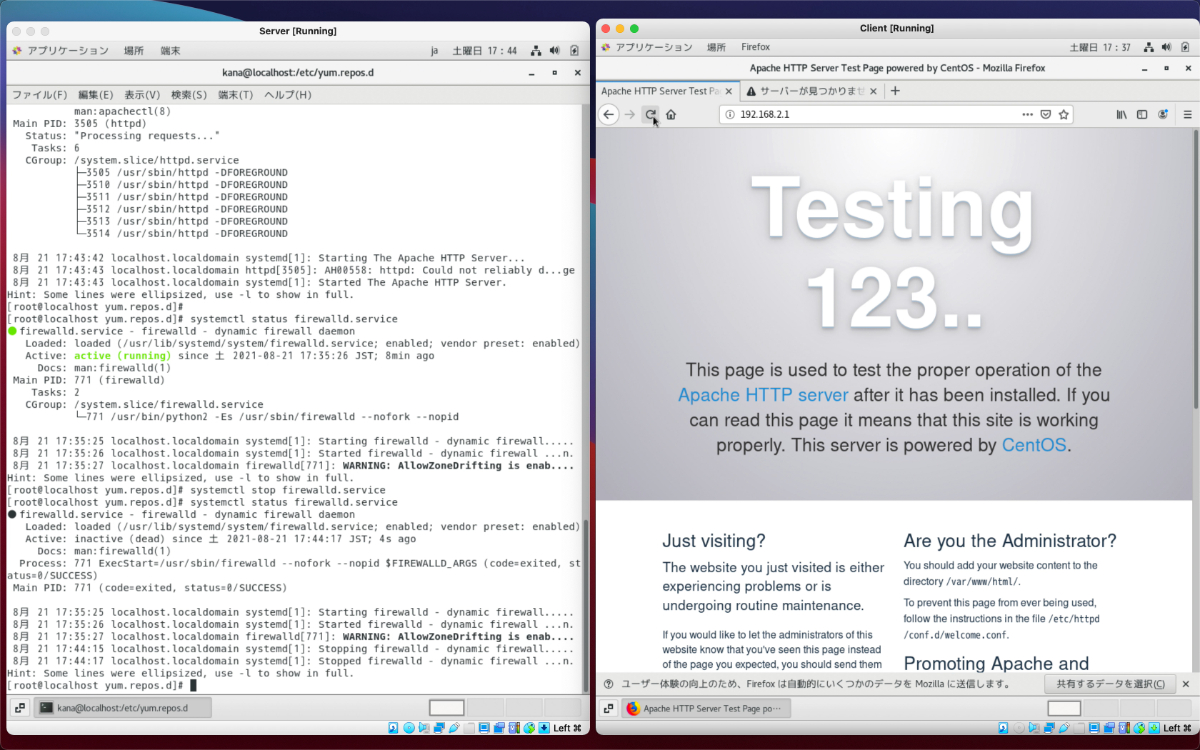 Server [Running]
アプリケーション 場所 端末 ja 土曜日 17：44
kana@localhost:/etc/yum.repos.d
ファイル(F) 編集(E) 表示(V) 検索(S) 端末(T) ヘルプ(H)
man:apachectl(8)
Main PID: 3505 (httpd)
Status: "Processing requests..."
Tasks: 6
CGroup: /system.slice/httpd.service
├─3505 /usr/sbin/httpd -DFOREGROUND
├─3510 /usr/sbin/httpd -DFOREGROUND
├─3511 /usr/sbin/httpd -DFOREGROUND
├─3512 /usr/sbin/httpd -DFOREGROUND
├─3513 /usr/sbin/httpd -DFOREGROUND
└─3514 /usr/sbin/httpd -DFOREGROUND
8月 21 17:43:42 localhost.localdomain systemd[1]: Starting The Apache HTTP Server...
8月 21 17:43:43 localhost.localdomain httpd[3505]: AH00558: httpd: Could not reliably d...ge
8月 21 17:43:43 localhost.localdomain systemd[1]: Started The Apache HTTP Server.
Hint: Some lines were ellipsized, use -l to show in full.
[root@localhost yum.repos.d]#
[root@localhost yum.repos.d]# systemctl status firewalld.service
● firewalld.service - firewalld - dynamic firewall daemon
Loaded: loaded (/usr/lib/systemd/system/firewalld.service; enabled; vendor preset: enabled)
Active: active (running) since 土 2021-08-21 17:35:26 JST; 8min ago
Docs: man:firewalld(1)
Main PID: 771 (firewalld)
Tasks: 2
CGroup: /system.slice/firewalld.service
└─771 /usr/bin/python2 -Es /usr/sbin/firewalld --nofork --nopid
8月 21 17:35:25 localhost.localdomain systemd[1]: Starting firewalld - dynamic firewall.....
8月 21 17:35:26 localhost.localdomain systemd[1]: Started firewalld - dynamic firewall ...n.
8月 21 17:35:27 localhost.localdomain firewalld[771]: WARNING: AllowZoneDrifting is enab....
Hint: Some lines were ellipsized, use -l to show in full.
[root@localhost yum.repos.d]# systemctl stop firewalld.service
[root@localhost yum.repos.d]# systemctl status firewalld.service
● firewalld.service - firewalld - dynamic firewall daemon
Loaded: loaded (/usr/lib/systemd/system/firewalld.service; enabled; vendor preset: enabled)
Active: inactive (dead) since 土 2021-08-21 17:44:17 JST; 4s ago
Docs: man:firewalld(1)
Process: 771 ExecStart=/usr/sbin/firewalld --nofork --nopid $FIREWALLD_ARGS (code=exited, st
atus=0/SUCCESS)
Main PID: 771 (code=exited, status=0/SUCCESS)
8月 21 17:35:25 localhost.localdomain systemd[1]: Starting firewalld - dynamic firewall.....
8月 21 17:35:26 localhost.localdomain systemd[1]: Started firewalld - dynamic firewall ...n.
8月 21 17:35:27 localhost.localdomain firewalld[771]: WARNING: AllowZoneDrifting is enab....
8月 21 17:44:15 localhost.localdomain systemd[1]: Stopping firewalld - dynamic firewall.....
8月 21 17:44:17 localhost.localdomain systemd[1]: Stopped firewalld - dynamic firewall ...n.
Hint: Some lines were ellipsized, use -l to show in full.
[root@localhost yum.repos.d]#
kana@localhost:/etc/yum.repos.d
Left ⌘
Client [Running]
アプリケーション 場所 Firefox 土曜日 17：37
Apache HTTP Server Test Page powered by CentOS - Mozilla Firefox
Apache HTTP Server Test Pa サーバーが見つかりませ
192.168.2.1
Testing
123..
This page is used to test the proper operation of the
Apache HTTP server after it has been installed. If you
can read this page it means that this site is working
properly. This server is powered by CentOS.
Just visiting?
The website you just visited is either
experiencing problems or is
undergoing routine maintenance.
If you would like to let the administrators of this
website know that you've seen this page instead
of the page you expected, you should send them
Are you the Administrator?
You should add your website content to the
directory /var/www/html/.
To prevent this page from ever being used,
follow the instructions in the file /etc/httpd
/conf.d/welcome.conf.
Promoting Apache and
ユーザー体験の向上のため、Firefox は自動的にいくつかのデータを Mozilla に送信します。 共有するデータを選択(C)
Apache HTTP Server Test Page po…
Left ⌘